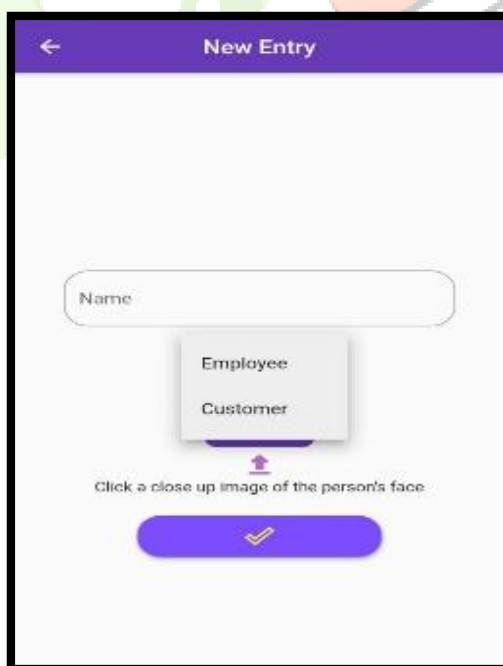 New Entry
Name
Employee
Customer
Click a close up image of the person's face